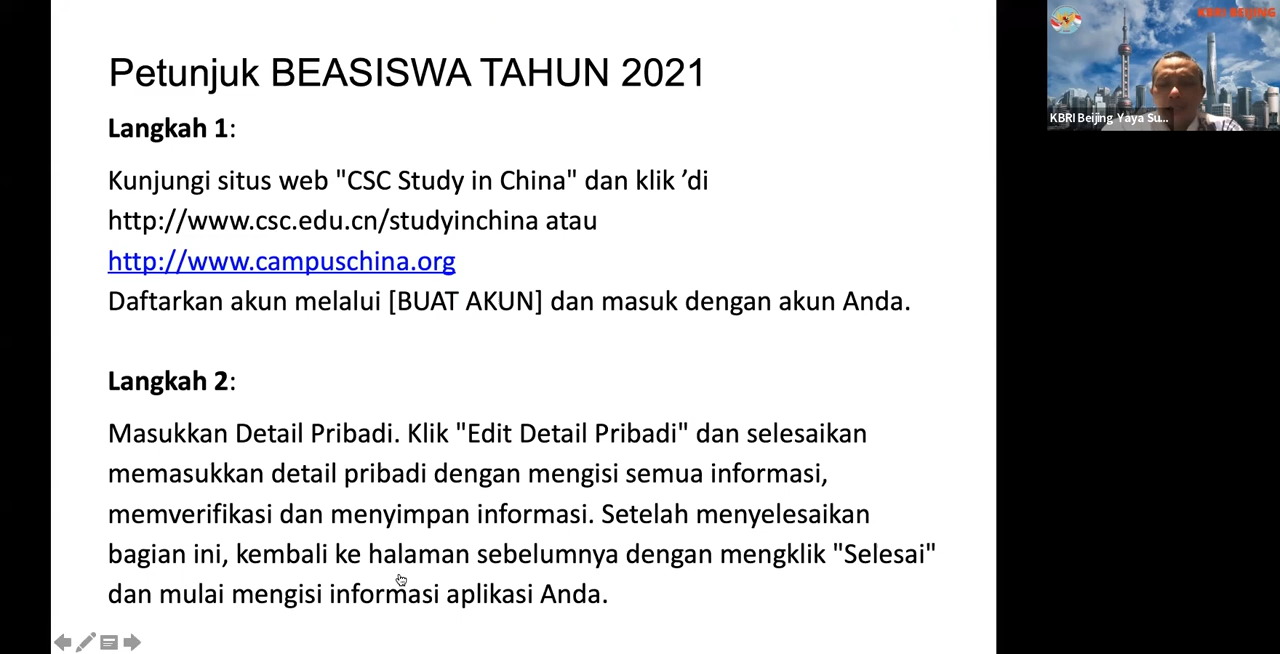 Petunjuk BEASISWA TAHUN 2021
Langkah 1:
Kunjungi situs web "CSC Study in China" dan klik ’di
http://www.csc.edu.cn/studyinchina atau
http://www.campuschina.org
Daftarkan akun melalui [BUAT AKUN] dan masuk dengan akun Anda.
Langkah 2:
Masukkan Detail Pribadi. Klik "Edit Detail Pribadi" dan selesaikan
memasukkan detail pribadi dengan mengisi semua informasi,
memverifikasi dan menyimpan informasi. Setelah menyelesaikan
bagian ini, kembali ke halaman sebelumnya dengan mengklik "Selesai"
dan mulai mengisi informasi aplikasi Anda.
KBRI BEIJING
KBRI Beijing Yaya Su...